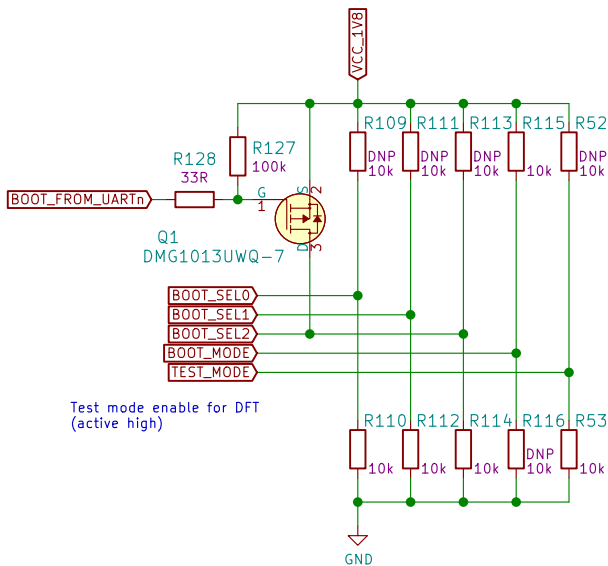 VCC_1V8
R109
R111
R113
R115
R52
R127
100k
DNP
DNP
DNP
DNP
10k
10k
10k
10k
10k
R128
33R
BOOT_FROM_UARTn
G
1
S
2
D
3
Q1
DMG1013UWQ-7
BOOT_SEL0
BOOT_SEL1
BOOT_SEL2
BOOT_MODE
TEST_MODE
Test mode enable for DFT
(active high)
R110
R112
R114
R116
R53
DNP
10k
10k
10k
10k
10k
GND